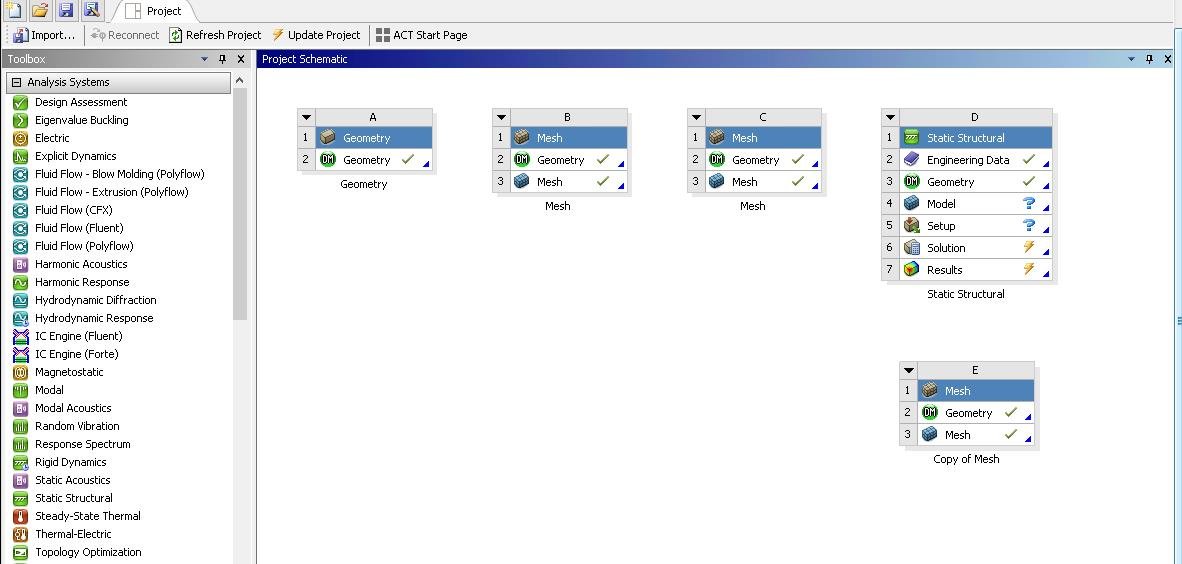 Project
Import... Reconnect Refresh Project Update Project ACT Start Page
Toolbox
Analysis Systems
Design Assessment
Eigenvalue Buckling
Electric
Explicit Dynamics
Fluid Flow - Blow Molding (Polyflow)
Fluid Flow - Extrusion (Polyflow)
Fluid Flow (CFX)
Fluid Flow (Fluent)
Fluid Flow (Polyflow)
Harmonic Acoustics
Harmonic Response
Hydrodynamic Diffraction
Hydrodynamic Response
IC Engine (Fluent)
IC Engine (Forte)
Magnetostatic
Modal
Modal Acoustics
Random Vibration
Response Spectrum
Rigid Dynamics
Static Acoustics
Static Structural
Steady-State Thermal
Thermal-Electric
Topology Optimization
Project Schematic
A
1 Geometry
2 DM Geometry
Geometry
B
1 Mesh
2 DM Geometry
3 Mesh
Mesh
C
1 Mesh
2 DM Geometry
3 Mesh
Mesh
D
1 Static Structural
2 Engineering Data
3 DM Geometry
4 Model ?
5 Setup ?
6 Solution
7 Results
Static Structural
E
1 Mesh
2 DM Geometry
3 Mesh
Copy of Mesh